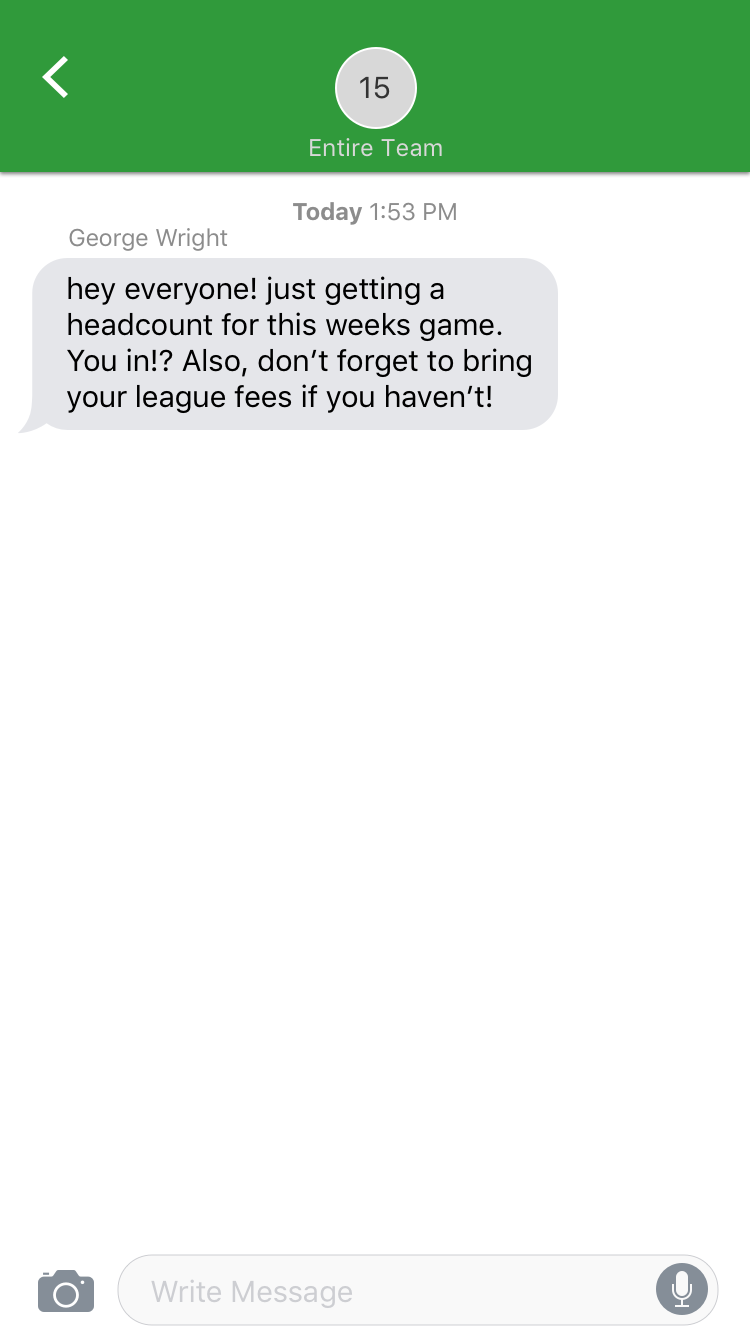 15
Entire Team
Today 1:53 PM
George Wright
hey everyone! just getting a
headcount for this weeks game.
You in!? Also, don’t forget to bring
your league fees if you haven’t!
Write Message